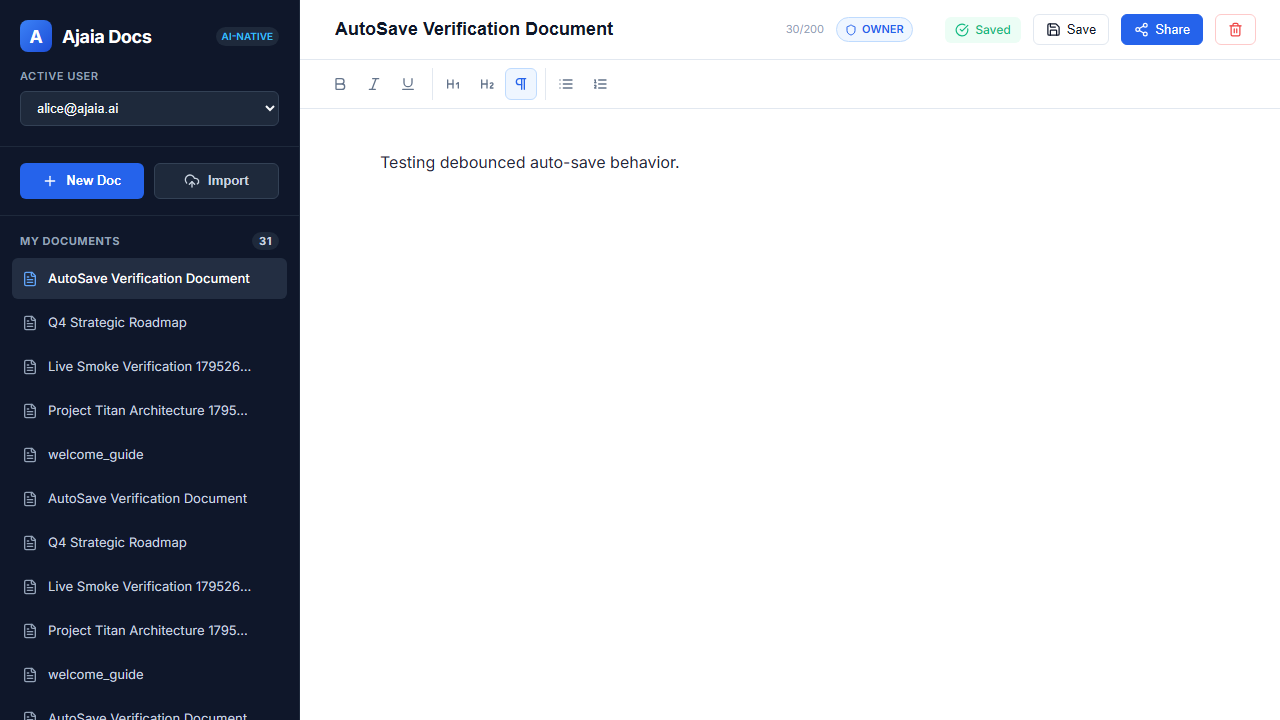 A Ajaia Docs AI-NATIVE
ACTIVE USER
alice@ajaia.ai
New Doc Import
MY DOCUMENTS 31
AutoSave Verification Document
Q4 Strategic Roadmap
Live Smoke Verification 179526...
Project Titan Architecture 1795...
welcome_guide
AutoSave Verification Document
Q4 Strategic Roadmap
Live Smoke Verification 179526...
Project Titan Architecture 1795...
welcome_guide
AutoSave Verification Document
AutoSave Verification Document 30/200 OWNER Saved Save Share
B I U H1 H2 ¶
Testing debounced auto-save behavior.